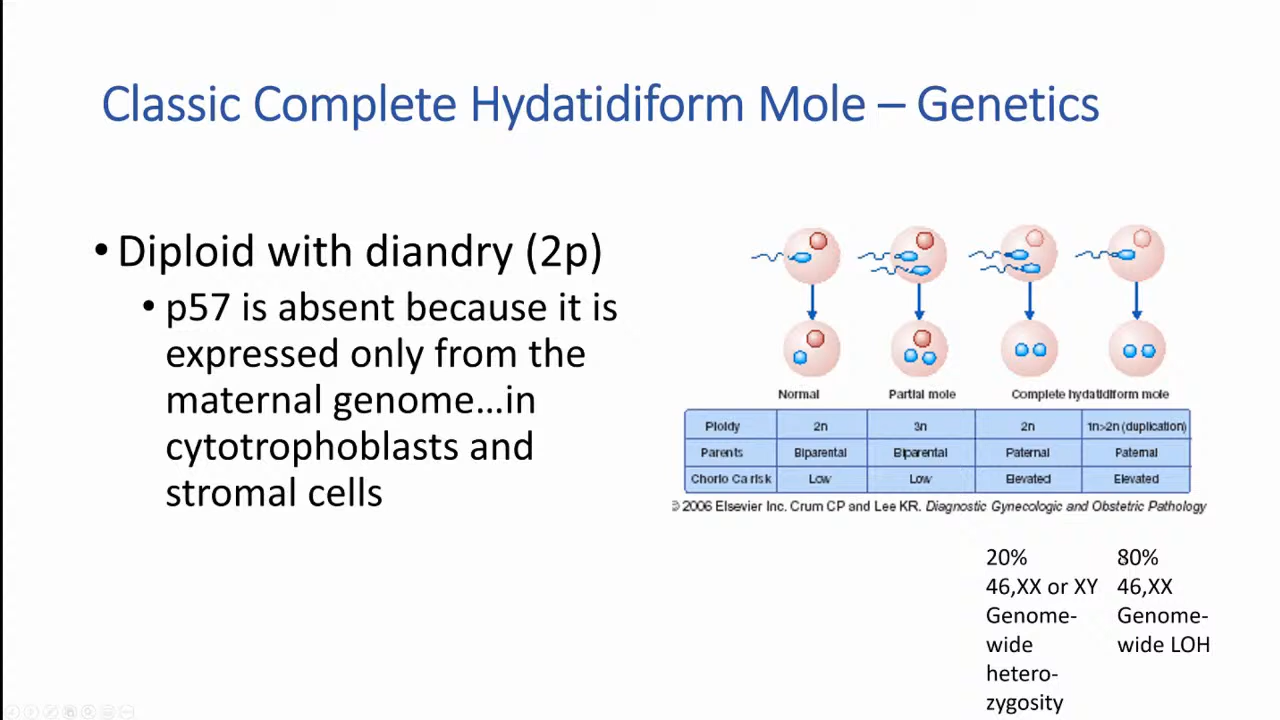 Classic Complete Hydatidiform Mole – Genetics
• Diploid with diandry (2p)
• p57 is absent because it is
expressed only from the
maternal genome...in
cytotrophoblasts and
stromal cells
Normal Partial mole Complete hydatidiform mole
Ploidy 2n 3n 2n 1n>2n (duplication)
Parents Biparental Biparental Paternal Paternal
Chorio Ca risk Low Low Elevated Elevated
© 2006 Elsevier Inc. Crum CP and Lee KR. Diagnostic Gynecologic and Obstetric Pathology
20%
46,XX or XY
Genome-
wide
hetero-
zygosity
80%
46,XX
Genome-
wide LOH